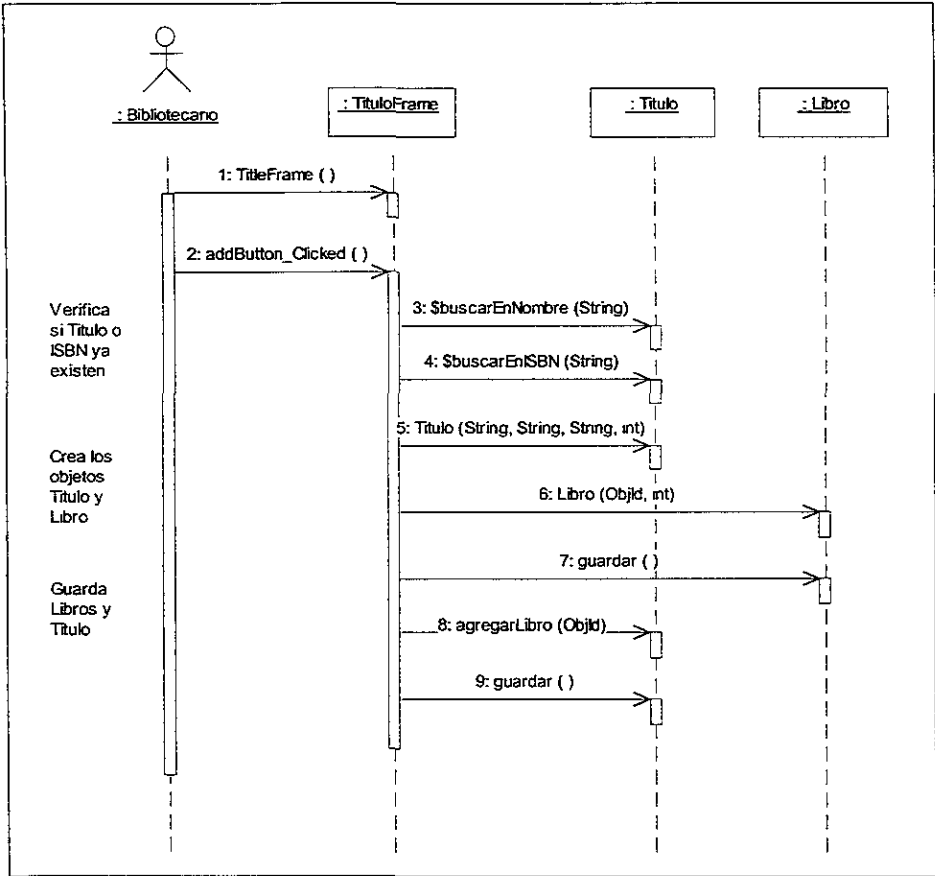 : Bibliotecario
: TituloFrame
: Titulo
: Libro
1: TitleFrame ( )
2: addButton_Clicked ( )
Verifica
si Titulo o
ISBN ya
existen
3: $buscarEnNombre (String)
4: $buscarEnISBN (String)
5: Titulo (String, String, String, int)
Crea los
objetos
Titulo y
Libro
6: Libro (ObjId, int)
7: guardar ( )
Guarda
Libros y
Titulo
8: agregarLibro (ObjId)
9: guardar ( )